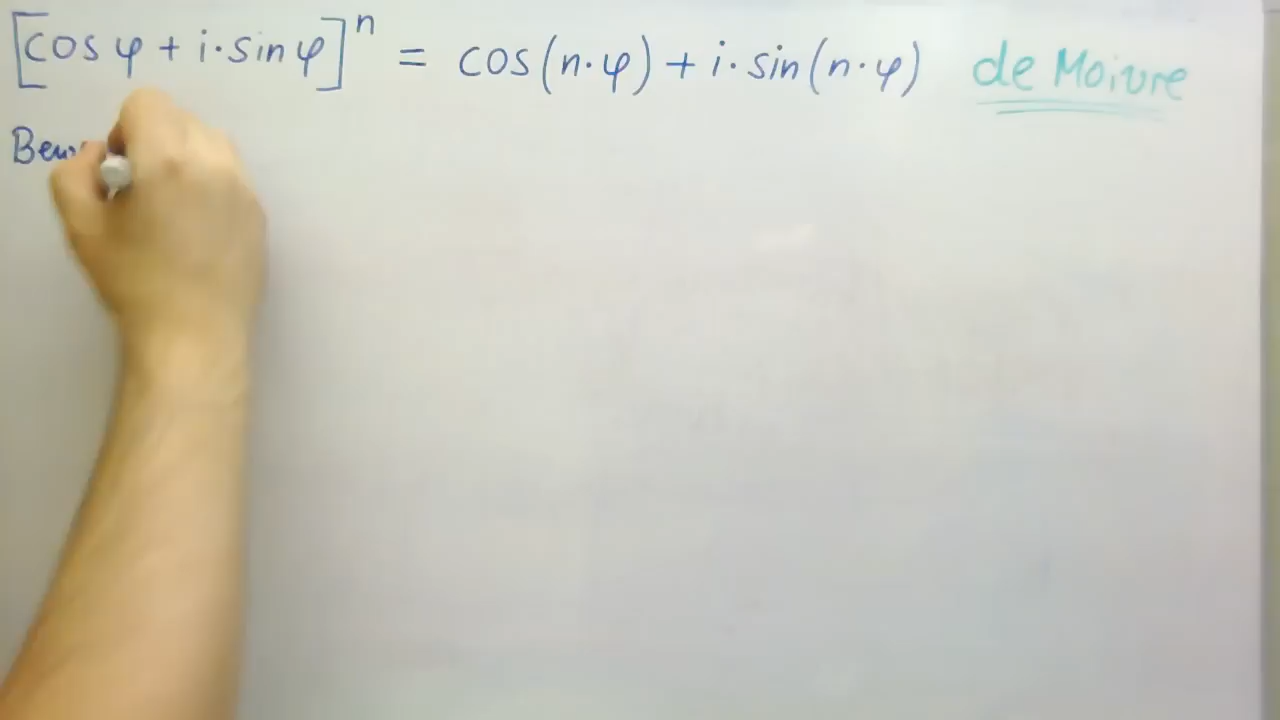 [cos φ + i·sin φ]ⁿ = cos(n·φ) + i·sin(n·φ) de Moivre